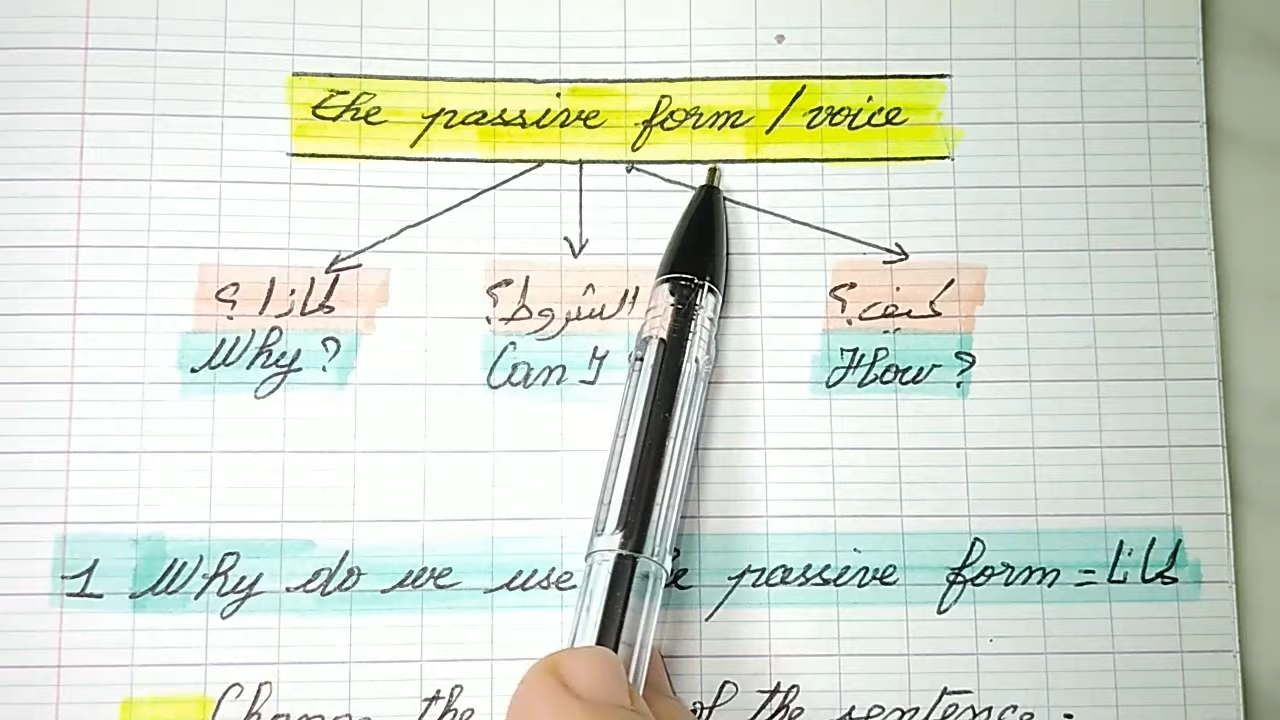 The passive form / voice
لماذا ؟ الشروط؟ كيف؟
Why? Can I How?
1 Why do we use passive form = لماذا
Change the of the sentence.